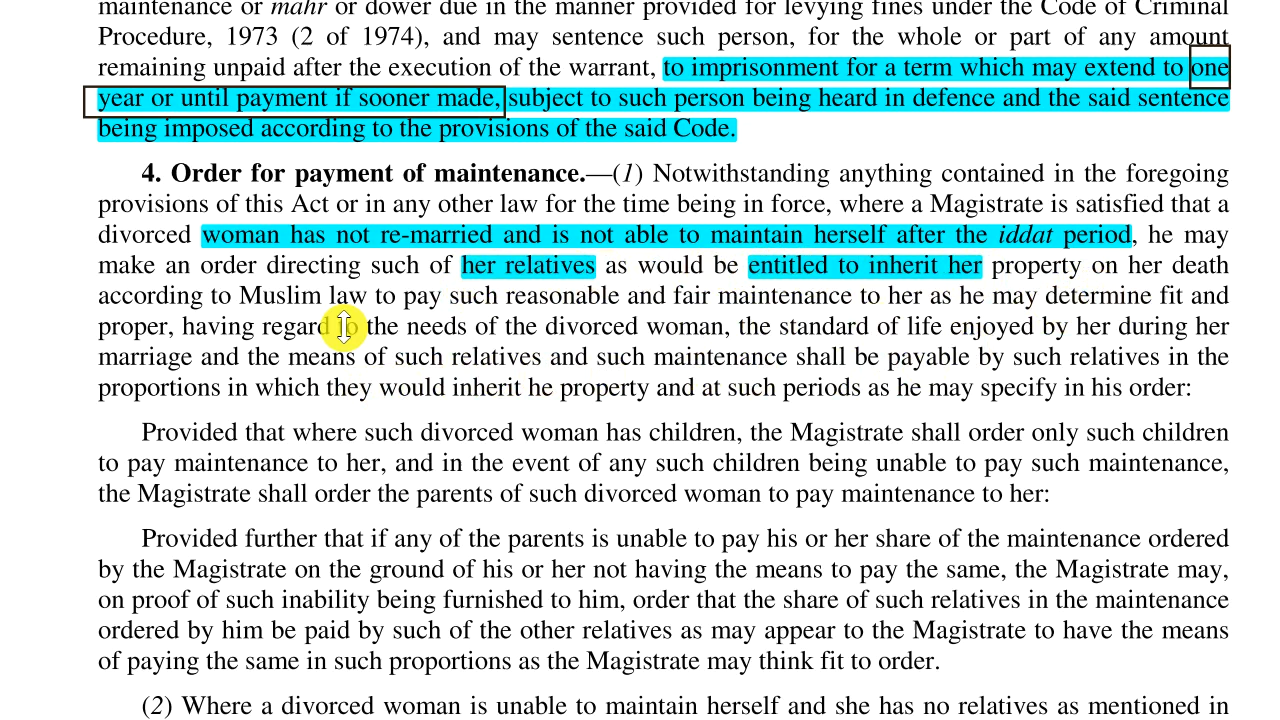 maintenance or mahr or dower due in the manner provided for levying fines under the Code of Criminal
Procedure, 1973 (2 of 1974), and may sentence such person, for the whole or part of any amount
remaining unpaid after the execution of the warrant, to imprisonment for a term which may extend to one
year or until payment if sooner made, subject to such person being heard in defence and the said sentence
being imposed according to the provisions of the said Code.
4. Order for payment of maintenance.—(1) Notwithstanding anything contained in the foregoing
provisions of this Act or in any other law for the time being in force, where a Magistrate is satisfied that a
divorced woman has not re-married and is not able to maintain herself after the iddat period, he may
make an order directing such of her relatives as would be entitled to inherit her property on her death
according to Muslim law to pay such reasonable and fair maintenance to her as he may determine fit and
proper, having regard to the needs of the divorced woman, the standard of life enjoyed by her during her
marriage and the means of such relatives and such maintenance shall be payable by such relatives in the
proportions in which they would inherit he property and at such periods as he may specify in his order:
Provided that where such divorced woman has children, the Magistrate shall order only such children
to pay maintenance to her, and in the event of any such children being unable to pay such maintenance,
the Magistrate shall order the parents of such divorced woman to pay maintenance to her:
Provided further that if any of the parents is unable to pay his or her share of the maintenance ordered
by the Magistrate on the ground of his or her not having the means to pay the same, the Magistrate may,
on proof of such inability being furnished to him, order that the share of such relatives in the maintenance
ordered by him be paid by such of the other relatives as may appear to the Magistrate to have the means
of paying the same in such proportions as the Magistrate may think fit to order.
(2) Where a divorced woman is unable to maintain herself and she has no relatives as mentioned in